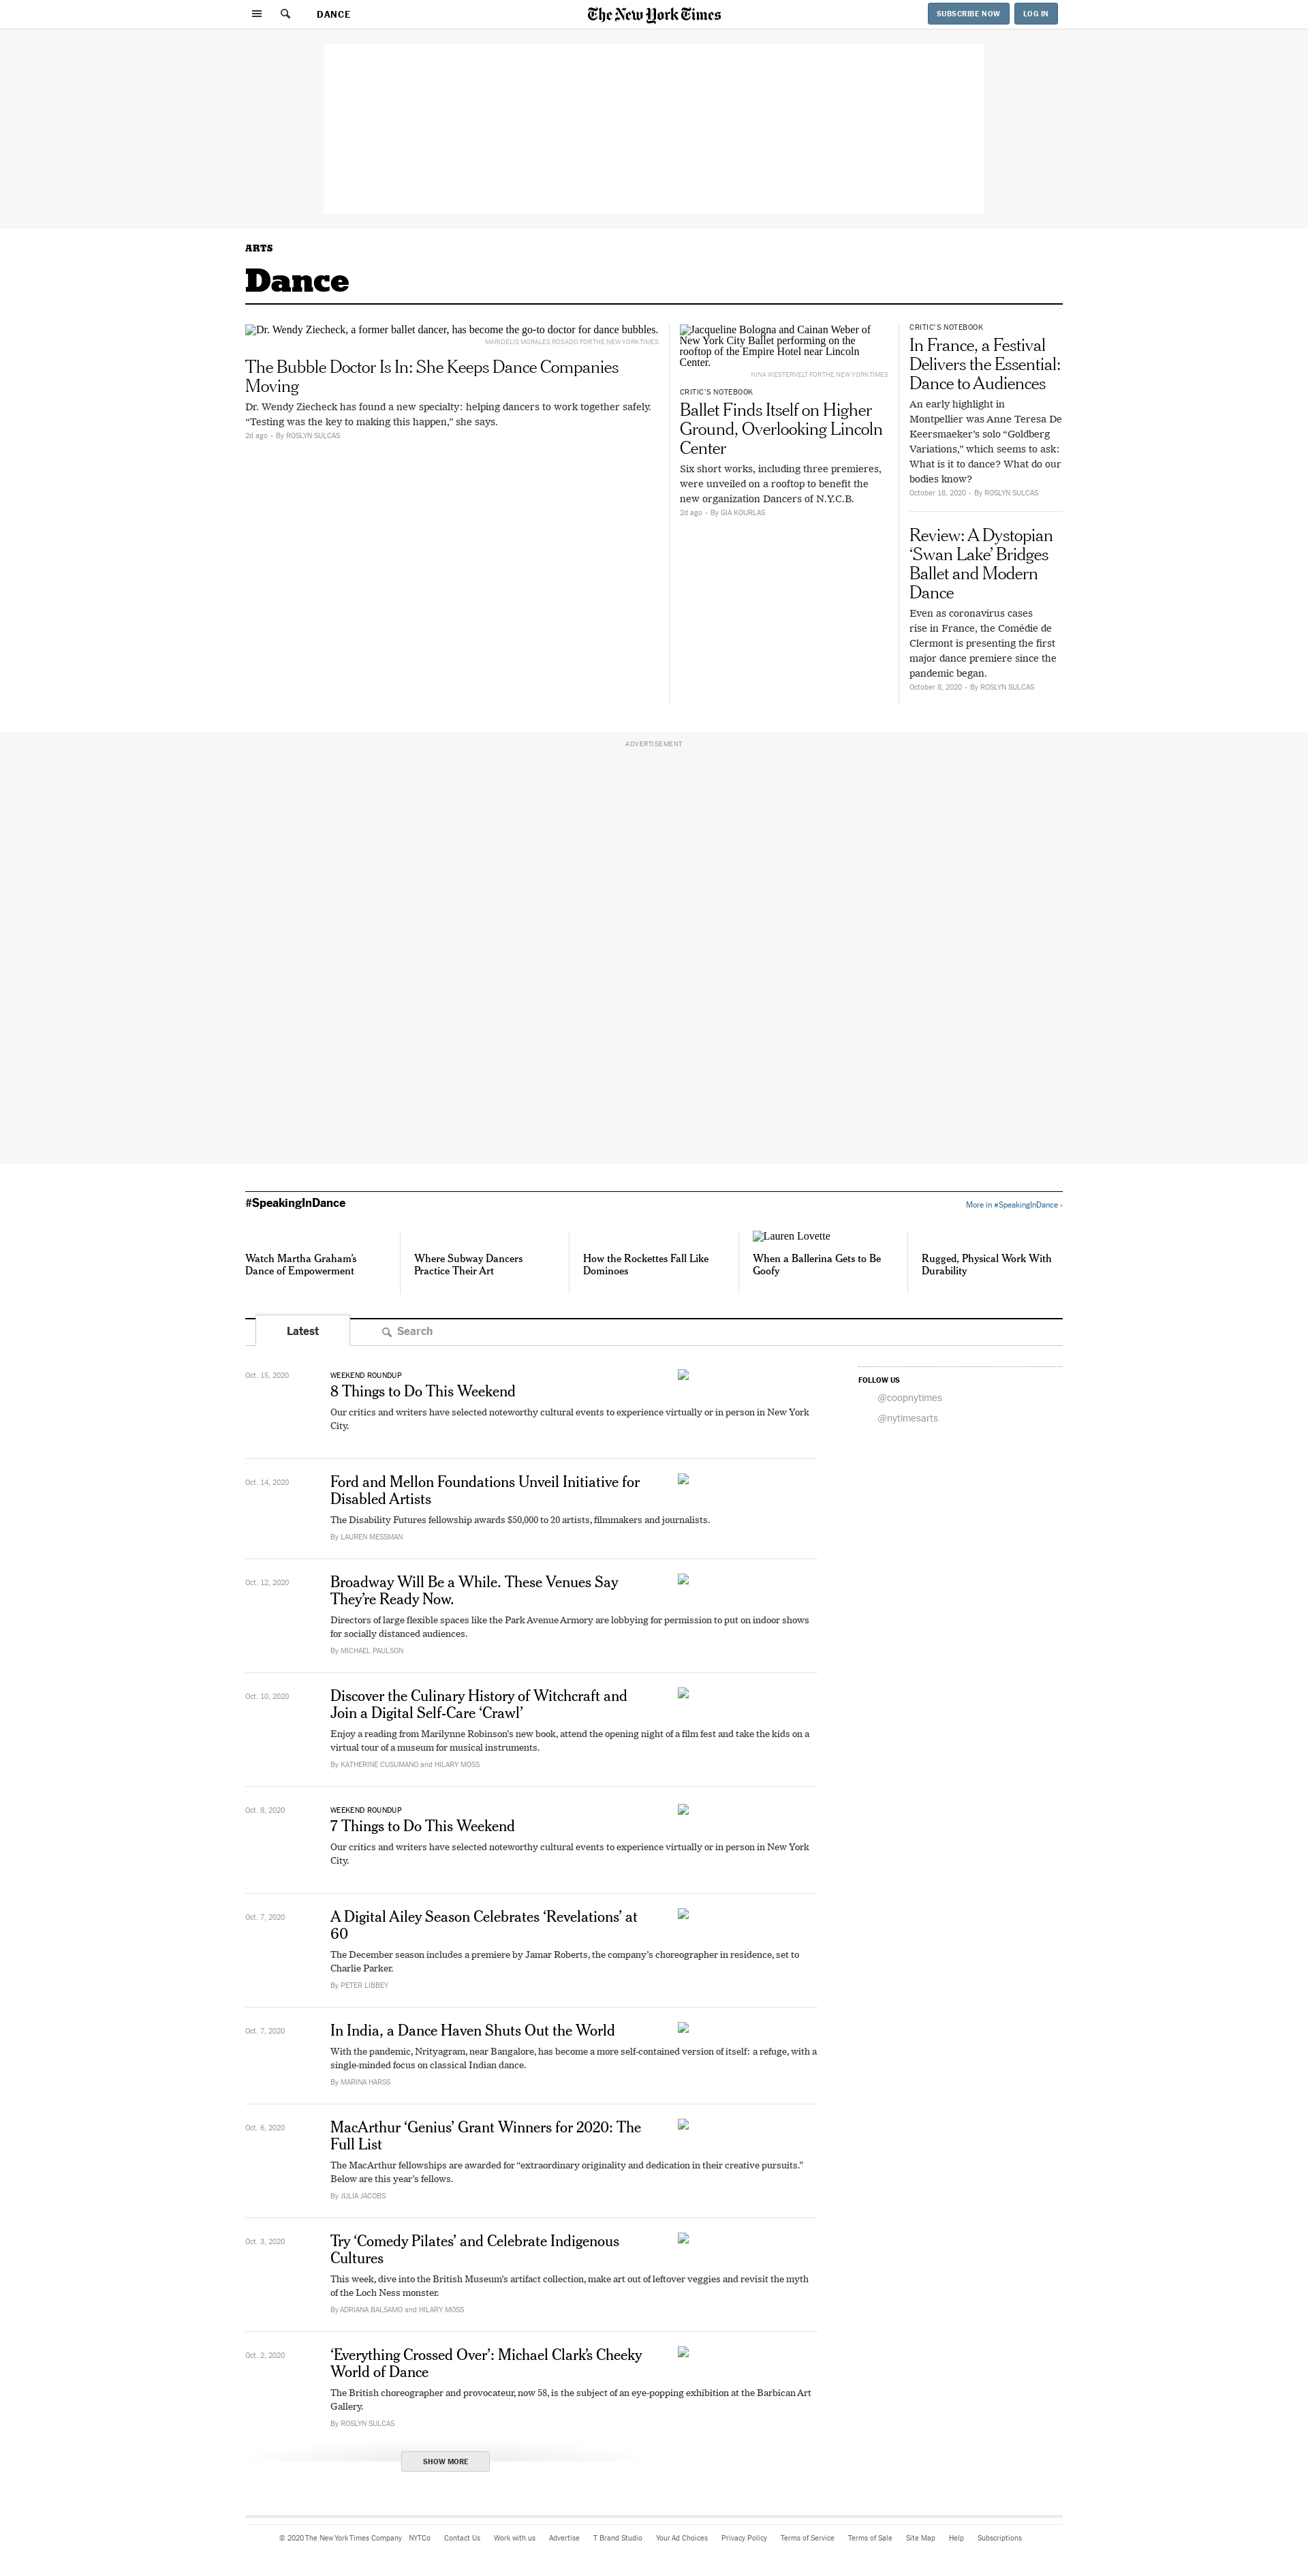 DANCE
The New York Times
SUBSCRIBE NOW
LOG IN
ARTS
Dance
Dr. Wendy Ziecheck, a former ballet dancer, has become the go-to doctor for dance bubbles.
MARIDELIS MORALES ROSADO FOR THE NEW YORK TIMES
The Bubble Doctor Is In: She Keeps Dance Companies
Moving
Dr. Wendy Ziecheck has found a new specialty: helping dancers to work together safely.
“Testing was the key to making this happen,” she says.
2d ago - By ROSLYN SULCAS
Jacqueline Bologna and Cainan Weber of
New York City Ballet performing on the
rooftop of the Empire Hotel near Lincoln
Center.
NINA WESTERVELT FOR THE NEW YORK TIMES
CRITIC’S NOTEBOOK
Ballet Finds Itself on Higher
Ground, Overlooking Lincoln
Center
Six short works, including three premieres,
were unveiled on a rooftop to benefit the
new organization Dancers of N.Y.C.B.
2d ago - By GIA KOURLAS
CRITIC’S NOTEBOOK
In France, a Festival
Delivers the Essential:
Dance to Audiences
An early highlight in
Montpellier was Anne Teresa De
Keersmaeker’s solo “Goldberg
Variations,” which seems to ask:
What is it to dance? What do our
bodies know?
October 18, 2020 - By ROSLYN SULCAS
Review: A Dystopian
‘Swan Lake’ Bridges
Ballet and Modern
Dance
Even as coronavirus cases
rise in France, the Comédie de
Clermont is presenting the first
major dance premiere since the
pandemic began.
October 8, 2020 - By ROSLYN SULCAS
ADVERTISEMENT
#SpeakingInDance
More in #SpeakingInDance ›
Watch Martha Graham’s
Dance of Empowerment
Where Subway Dancers
Practice Their Art
How the Rockettes Fall Like
Dominoes
Lauren Lovette
When a Ballerina Gets to Be
Goofy
Rugged, Physical Work With
Durability
Latest
Search
Oct. 15, 2020
WEEKEND ROUNDUP
8 Things to Do This Weekend
Our critics and writers have selected noteworthy cultural events to experience virtually or in person in New York
City.
FOLLOW US
@coopnytimes
@nytimesarts
Oct. 14, 2020
Ford and Mellon Foundations Unveil Initiative for
Disabled Artists
The Disability Futures fellowship awards $50,000 to 20 artists, filmmakers and journalists.
By LAUREN MESSMAN
Oct. 12, 2020
Broadway Will Be a While. These Venues Say
They’re Ready Now.
Directors of large flexible spaces like the Park Avenue Armory are lobbying for permission to put on indoor shows
for socially distanced audiences.
By MICHAEL PAULSON
Oct. 10, 2020
Discover the Culinary History of Witchcraft and
Join a Digital Self-Care ‘Crawl’
Enjoy a reading from Marilynne Robinson’s new book, attend the opening night of a film fest and take the kids on a
virtual tour of a museum for musical instruments.
By KATHERINE CUSUMANO and HILARY MOSS
Oct. 8, 2020
WEEKEND ROUNDUP
7 Things to Do This Weekend
Our critics and writers have selected noteworthy cultural events to experience virtually or in person in New York
City.
Oct. 7, 2020
A Digital Ailey Season Celebrates ‘Revelations’ at
60
The December season includes a premiere by Jamar Roberts, the company’s choreographer in residence, set to
Charlie Parker.
By PETER LIBBEY
Oct. 7, 2020
In India, a Dance Haven Shuts Out the World
With the pandemic, Nrityagram, near Bangalore, has become a more self-contained version of itself: a refuge, with a
single-minded focus on classical Indian dance.
By MARINA HARSS
Oct. 6, 2020
MacArthur ‘Genius’ Grant Winners for 2020: The
Full List
The MacArthur fellowships are awarded for “extraordinary originality and dedication in their creative pursuits.”
Below are this year’s fellows.
By JULIA JACOBS
Oct. 3, 2020
Try ‘Comedy Pilates’ and Celebrate Indigenous
Cultures
This week, dive into the British Museum’s artifact collection, make art out of leftover veggies and revisit the myth
of the Loch Ness monster.
By ADRIANA BALSAMO and HILARY MOSS
Oct. 2, 2020
‘Everything Crossed Over’: Michael Clark’s Cheeky
World of Dance
The British choreographer and provocateur, now 58, is the subject of an eye-popping exhibition at the Barbican Art
Gallery.
By ROSLYN SULCAS
SHOW MORE
© 2020 The New York Times Company NYTCo Contact Us Work with us Advertise T Brand Studio Your Ad Choices Privacy Policy Terms of Service Terms of Sale Site Map Help Subscriptions